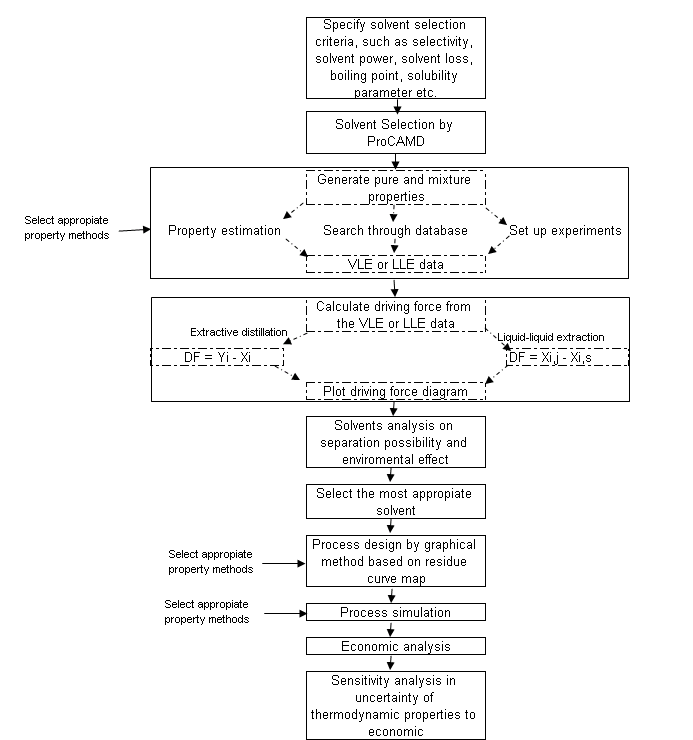 Specify solvent selection
criteria, such as selectivity,
solvent power, solvent loss,
boiling point, solubility
parameter etc.
Solvent Selection by
ProCAMD
Generate pure and mixture
properties
Select appropiate
property methods
Property estimation
Search through database
Set up experiments
VLE or LLE data
Calculate driving force from
the VLE or LLE data
Extractive distillation
Liquid-liquid extraction
DF = Yi - Xi
DF = Xi,j - Xi,s
Plot driving force diagram
Solvents analysis on
separation possibility and
enviromental effect
Select the most appropiate
solvent
Select appropiate
property methods
Process design by graphical
method based on residue
curve map
Select appropiate
property methods
Process simulation
Economic analysis
Sensitivity analysis in
uncertainty of
thermodynamic properties to
economic